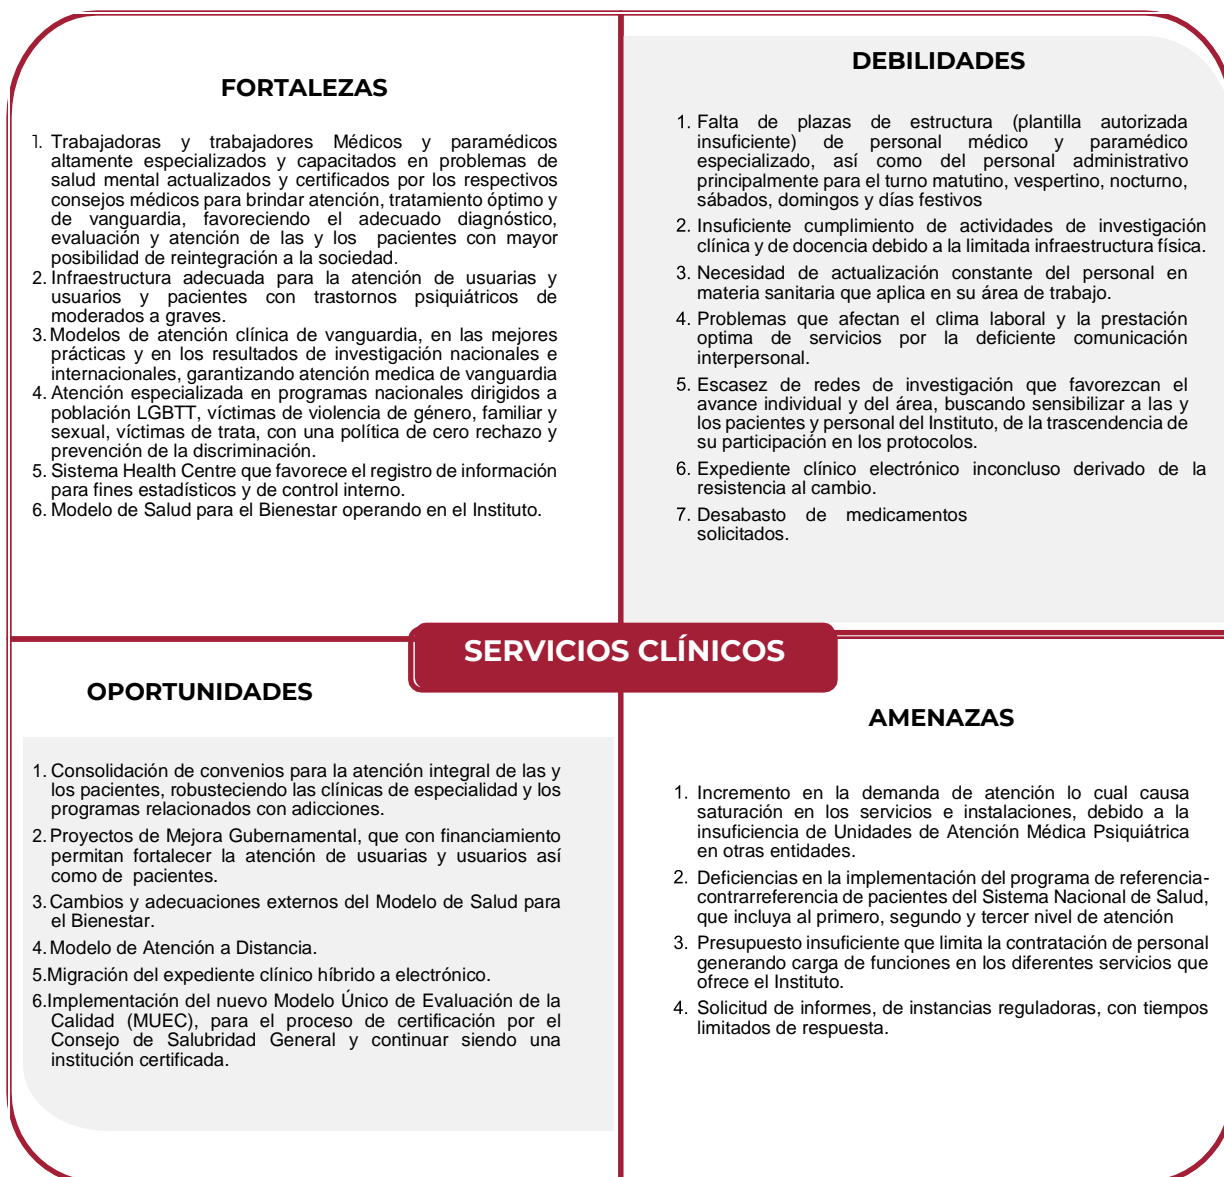 FORTALEZAS
1. Trabajadoras y trabajadores Médicos y paramédicos
altamente especializados y capacitados en problemas de
salud mental actualizados y certificados por los respectivos
consejos médicos para brindar atención, tratamiento óptimo y
de vanguardia, favoreciendo el adecuado diagnóstico,
evaluación y atención de las y los pacientes con mayor
posibilidad de reintegración a la sociedad.
2. Infraestructura adecuada para la atención de usuarias y
usuarios y pacientes con trastornos psiquiátricos de
moderados a graves.
3. Modelos de atención clínica de vanguardia, en las mejores
prácticas y en los resultados de investigación nacionales e
internacionales, garantizando atención medica de vanguardia
4. Atención especializada en programas nacionales dirigidos a
población LGBTT, víctimas de violencia de género, familiar y
sexual, víctimas de trata, con una política de cero rechazo y
prevención de la discriminación.
5. Sistema Health Centre que favorece el registro de información
para fines estadísticos y de control interno.
6. Modelo de Salud para el Bienestar operando en el Instituto.
DEBILIDADES
1. Falta de plazas de estructura (plantilla autorizada
insuficiente) de personal médico y paramédico
especializado, así como del personal administrativo
principalmente para el turno matutino, vespertino, nocturno,
sábados, domingos y días festivos
2. Insuficiente cumplimiento de actividades de investigación
clínica y de docencia debido a la limitada infraestructura física.
3. Necesidad de actualización constante del personal en
materia sanitaria que aplica en su área de trabajo.
4. Problemas que afectan el clima laboral y la prestación
optima de servicios por la deficiente comunicación
interpersonal.
5. Escasez de redes de investigación que favorezcan el
avance individual y del área, buscando sensibilizar a las y
los pacientes y personal del Instituto, de la trascendencia de
su participación en los protocolos.
6. Expediente clínico electrónico inconcluso derivado de la
resistencia al cambio.
7. Desabasto de medicamentos
solicitados.
SERVICIOS CLÍNICOS
OPORTUNIDADES
1. Consolidación de convenios para la atención integral de las y
los pacientes, robusteciendo las clínicas de especialidad y los
programas relacionados con adicciones.
2. Proyectos de Mejora Gubernamental, que con financiamiento
permitan fortalecer la atención de usuarias y usuarios así
como de pacientes.
3. Cambios y adecuaciones externos del Modelo de Salud para
el Bienestar.
4. Modelo de Atención a Distancia.
5.Migración del expediente clínico híbrido a electrónico.
6.Implementación del nuevo Modelo Único de Evaluación de la
Calidad (MUEC), para el proceso de certificación por el
Consejo de Salubridad General y continuar siendo una
institución certificada.
AMENAZAS
1. Incremento en la demanda de atención lo cual causa
saturación en los servicios e instalaciones, debido a la
insuficiencia de Unidades de Atención Médica Psiquiátrica
en otras entidades.
2. Deficiencias en la implementación del programa de referencia-
contrarreferencia de pacientes del Sistema Nacional de Salud,
que incluya al primero, segundo y tercer nivel de atención
3. Presupuesto insuficiente que limita la contratación de personal
generando carga de funciones en los diferentes servicios que
ofrece el Instituto.
4. Solicitud de informes, de instancias reguladoras, con tiempos
limitados de respuesta.